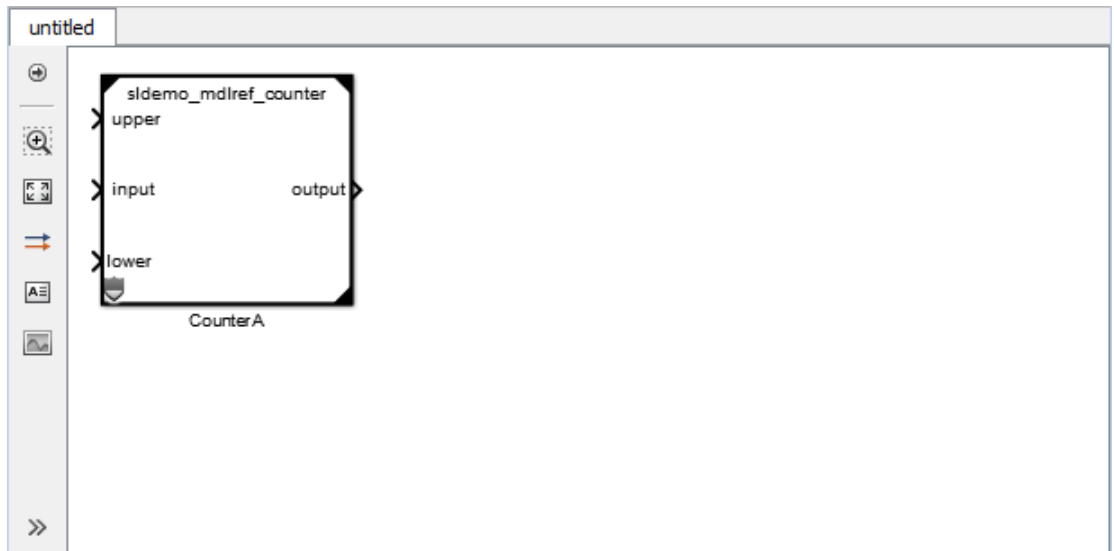 untitled
sldemo_mdlref_counter
upper
input output
lower
CounterA